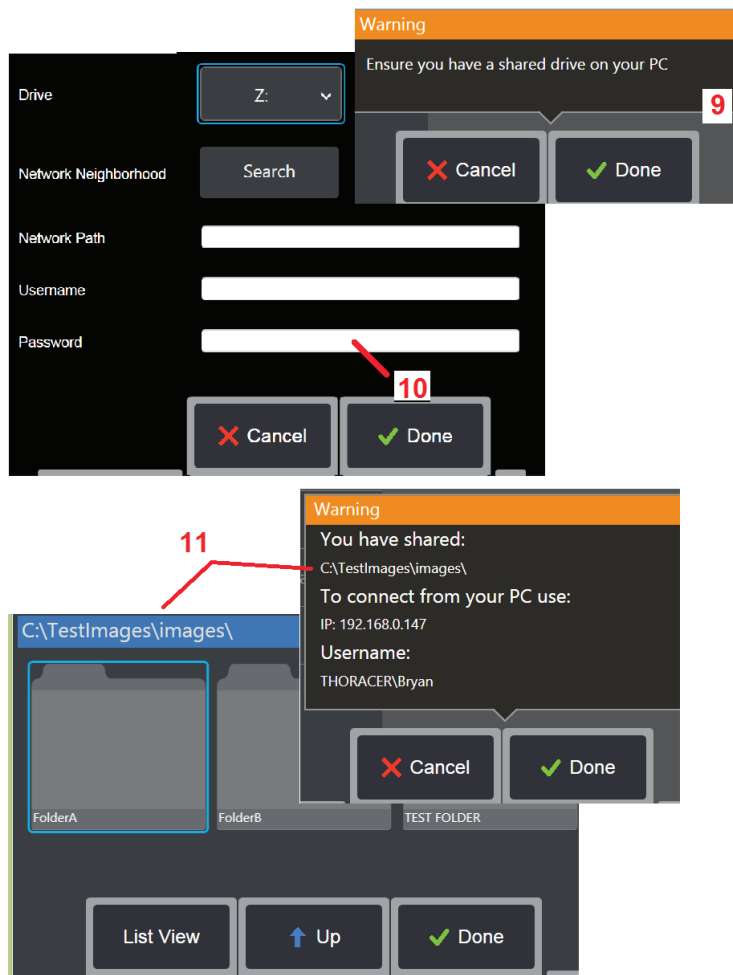 Warning
Ensure you have a shared drive on your PC
9
Cancel
Done
Drive
Z:
Network Neighborhood
Search
Network Path
Username
Password
10
Cancel
Done
11
Warning
You have shared:
C:\TestImages\images\
To connect from your PC use:
IP: 192.168.0.147
Username:
THORACER\Bryan
Cancel
Done
C:\TestImages\images\
FolderA
FolderB
TEST FOLDER
List View
Up
Done